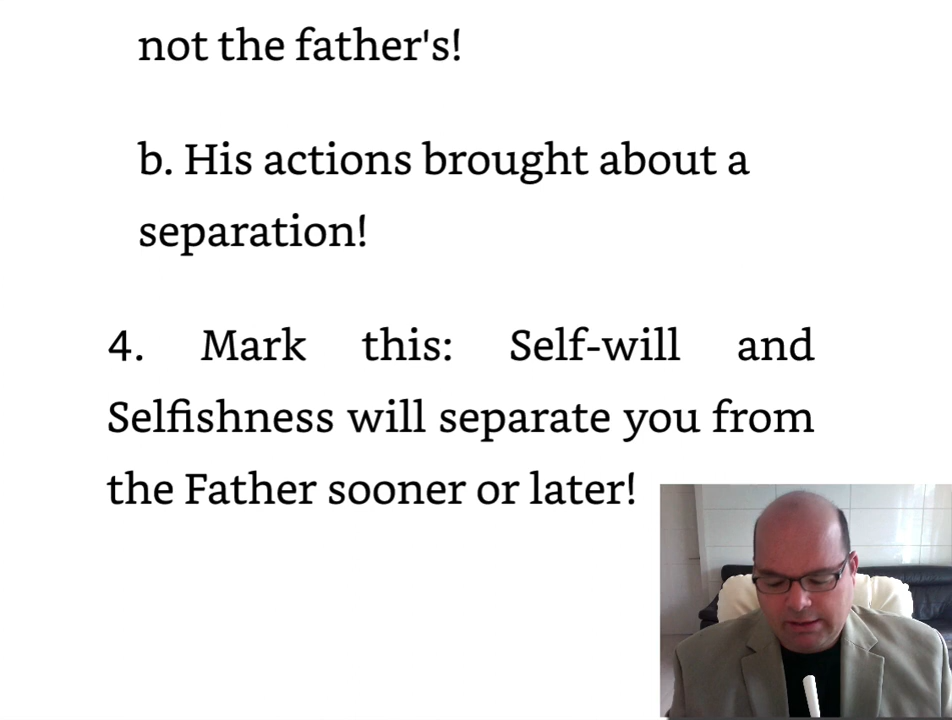 not the father's!
b. His actions brought about a
separation!
4. Mark this: Self-will and
Selfishness will separate you from
the Father sooner or later!